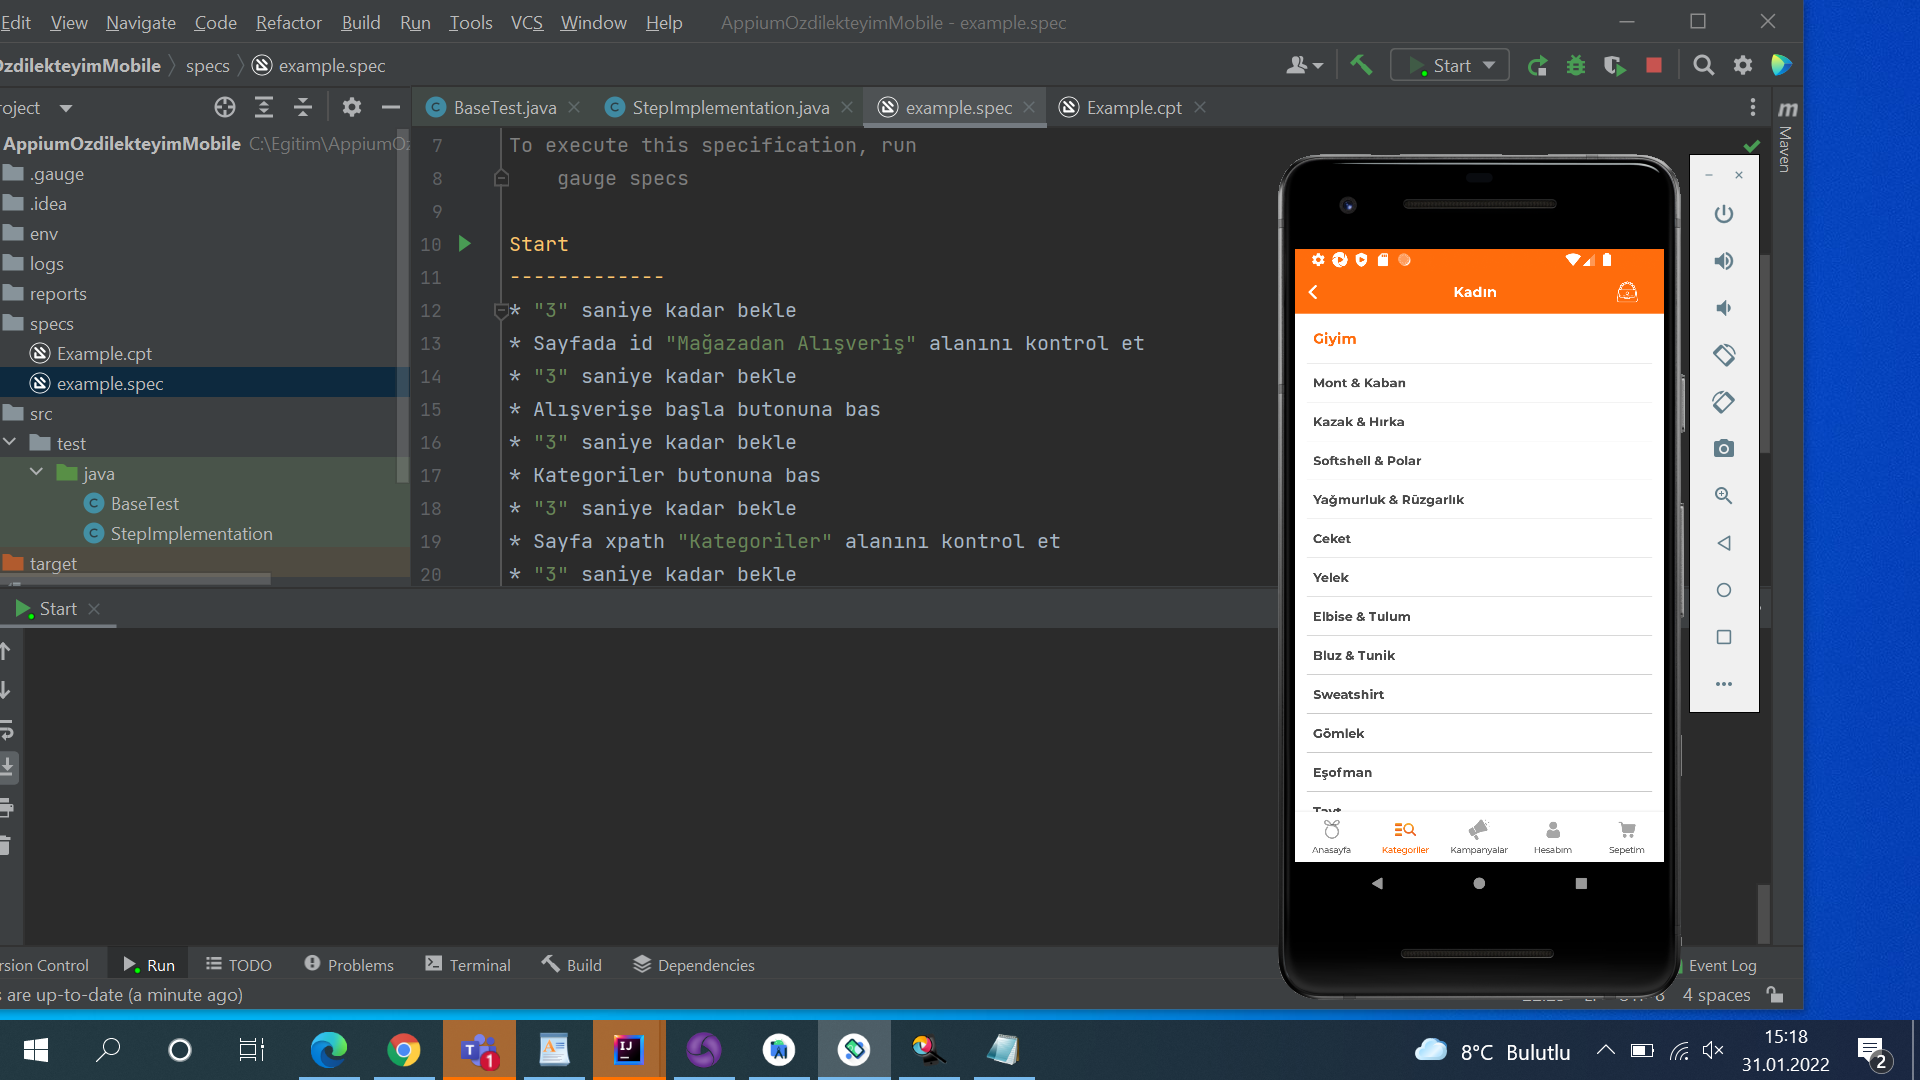 Edit View Navigate Code Refactor Build Run Tools VCS Window Help AppiumOzdilekteyimMobile - example.spec
OzdilekteyimMobile specs example.spec
Start
roject
BaseTest.java StepImplementation.java example.spec Example.cpt
Maven
AppiumOzdilekteyimMobile C:\Egitim\AppiumOz
.gauge
.idea
env
logs
reports
specs
Example.cpt
example.spec
src
test
java
BaseTest
StepImplementation
target
7 To execute this specification, run
8 gauge specs
9
10 Start
11 -------------
12 * "3" saniye kadar bekle
13 * Sayfada id "Mağazadan Alışveriş" alanını kontrol et
14 * "3" saniye kadar bekle
15 * Alışverişe başla butonuna bas
16 * "3" saniye kadar bekle
17 * Kategoriler butonuna bas
18 * "3" saniye kadar bekle
19 * Sayfa xpath "Kategoriler" alanını kontrol et
20 * "3" saniye kadar bekle
Start
Kadın
Giyim
Mont & Kaban
Kazak & Hırka
Softshell & Polar
Yağmurluk & Rüzgarlık
Ceket
Yelek
Elbise & Tulum
Bluz & Tunik
Sweatshirt
Gömlek
Eşofman
Tayt
Anasayfa Kategoriler Kampanyalar Hesabım Sepetim
rsion Control Run TODO Problems Terminal Build Dependencies Event Log
s are up-to-date (a minute ago) 4 spaces
1
8°C Bulutlu
15:18
31.01.2022
2